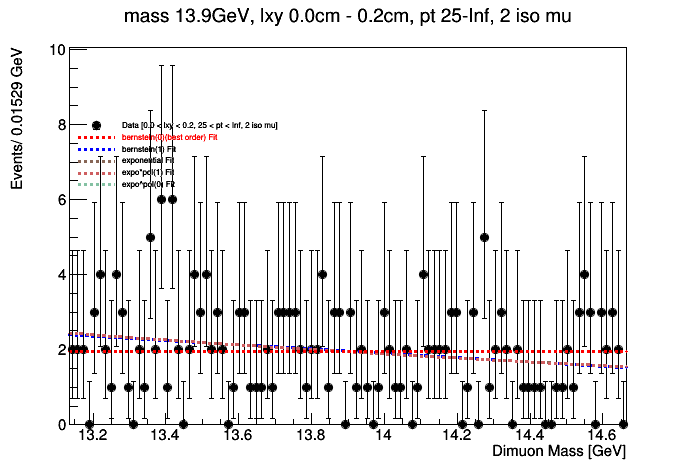 mass 13.9GeV, lxy 0.0cm - 0.2cm, pt 25-Inf, 2 iso mu
Events/ 0.01529 GeV
10
8
6
4
2
0
Data [0.0 < lxy < 0.2, 25 < pt < Inf, 2 iso mu]
bernstein(0)(best order) Fit
bernstein(1) Fit
exponential Fit
expo*pol(1) Fit
expo^pol(0) Fit
13.2 13.4 13.6 13.8 14 14.2 14.4 14.6
Dimuon Mass [GeV]